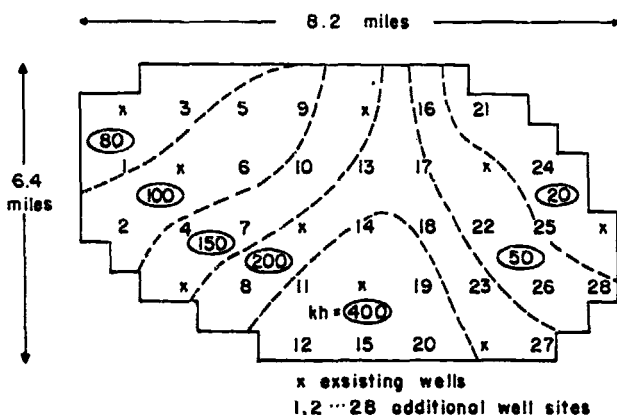 8.2 miles
6.4 miles
x 3 5 9 x 16 21
80
1 x 6 10 13 17 x 24
100 20
2 4 7 x 14 18 22 25 x
150 200 50
x 8 11 x 19 23 26 28
kh = 400
12 15 20 x 27
x exsisting wells
1,2 ··· 28 additional well sites